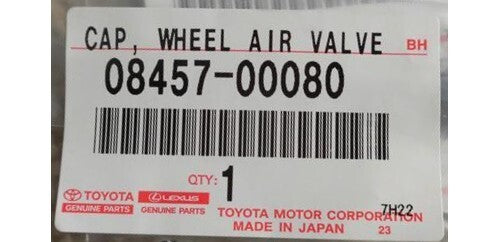 CAP, WHEEL AIR VALVE BH
08457-00080
QTY: 1
TOYOTA LEXUS
GENUINE PARTS GENUINE PARTS
TOYOTA MOTOR CORPORATION 7H22
MADE IN JAPAN 23